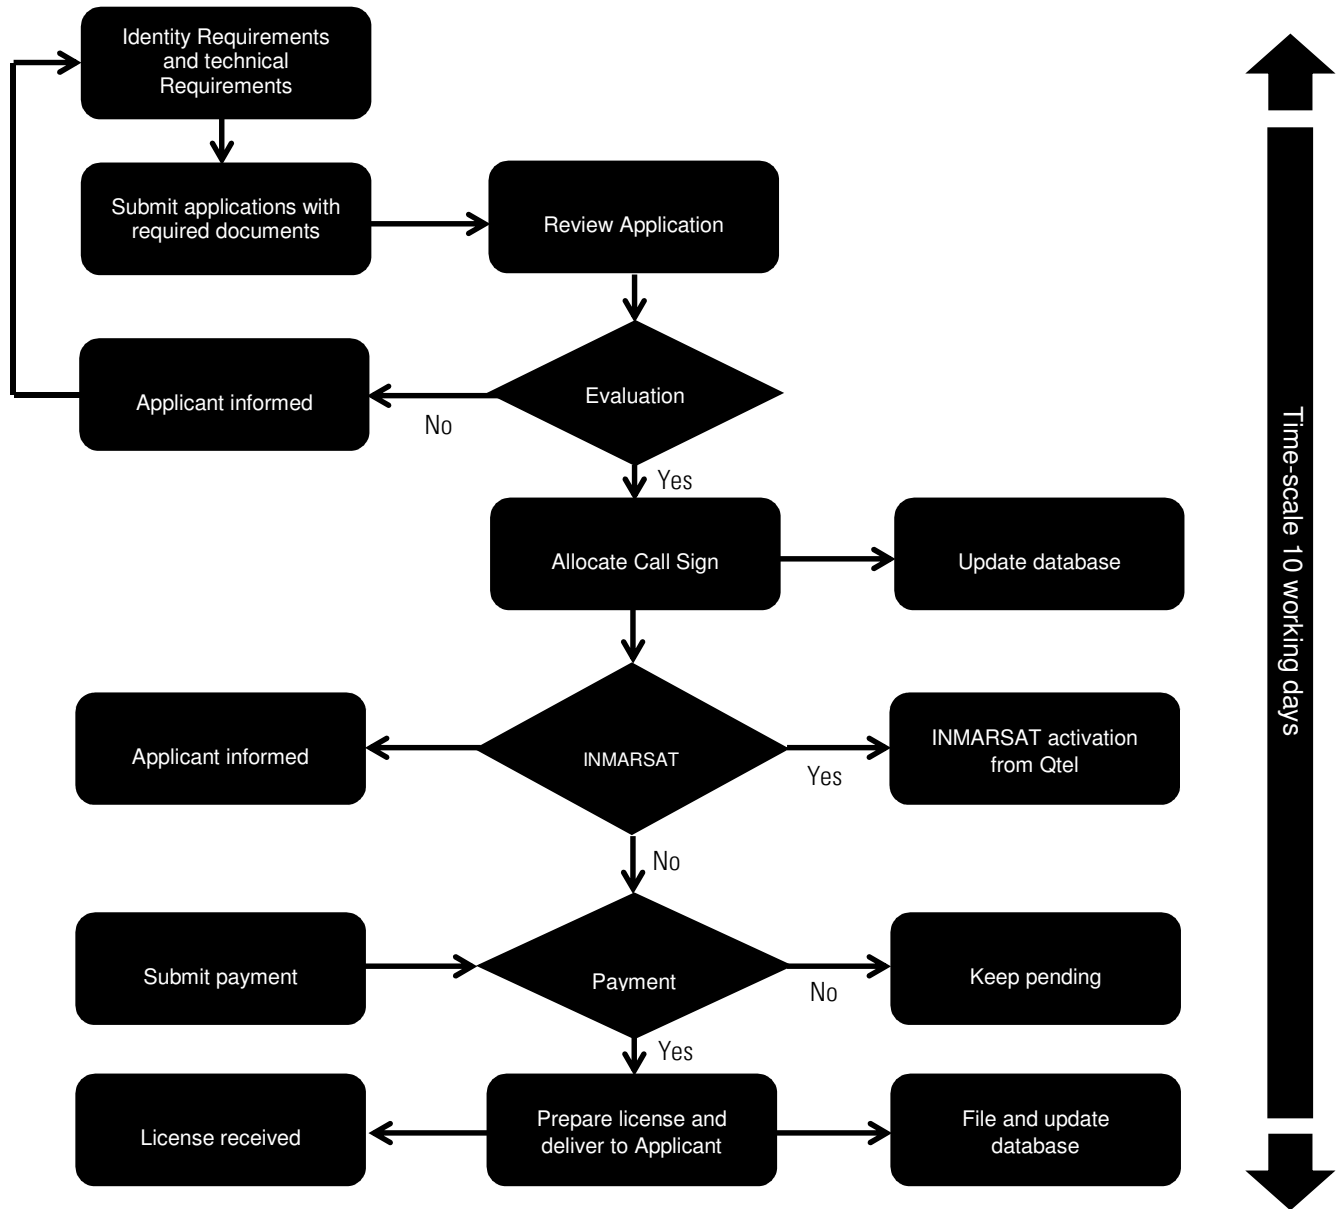 Identity Requirements
and technical
Requirements
Submit applications with
required documents
Review Application
Applicant informed
No
Evaluation
Yes
Allocate Call Sign
Update database
Applicant informed
INMARSAT
Yes
INMARSAT activation
from Qtel
No
Submit payment
Payment
No
Keep pending
Yes
License received
Prepare license and
deliver to Applicant
File and update
database
Time-scale 10 working days